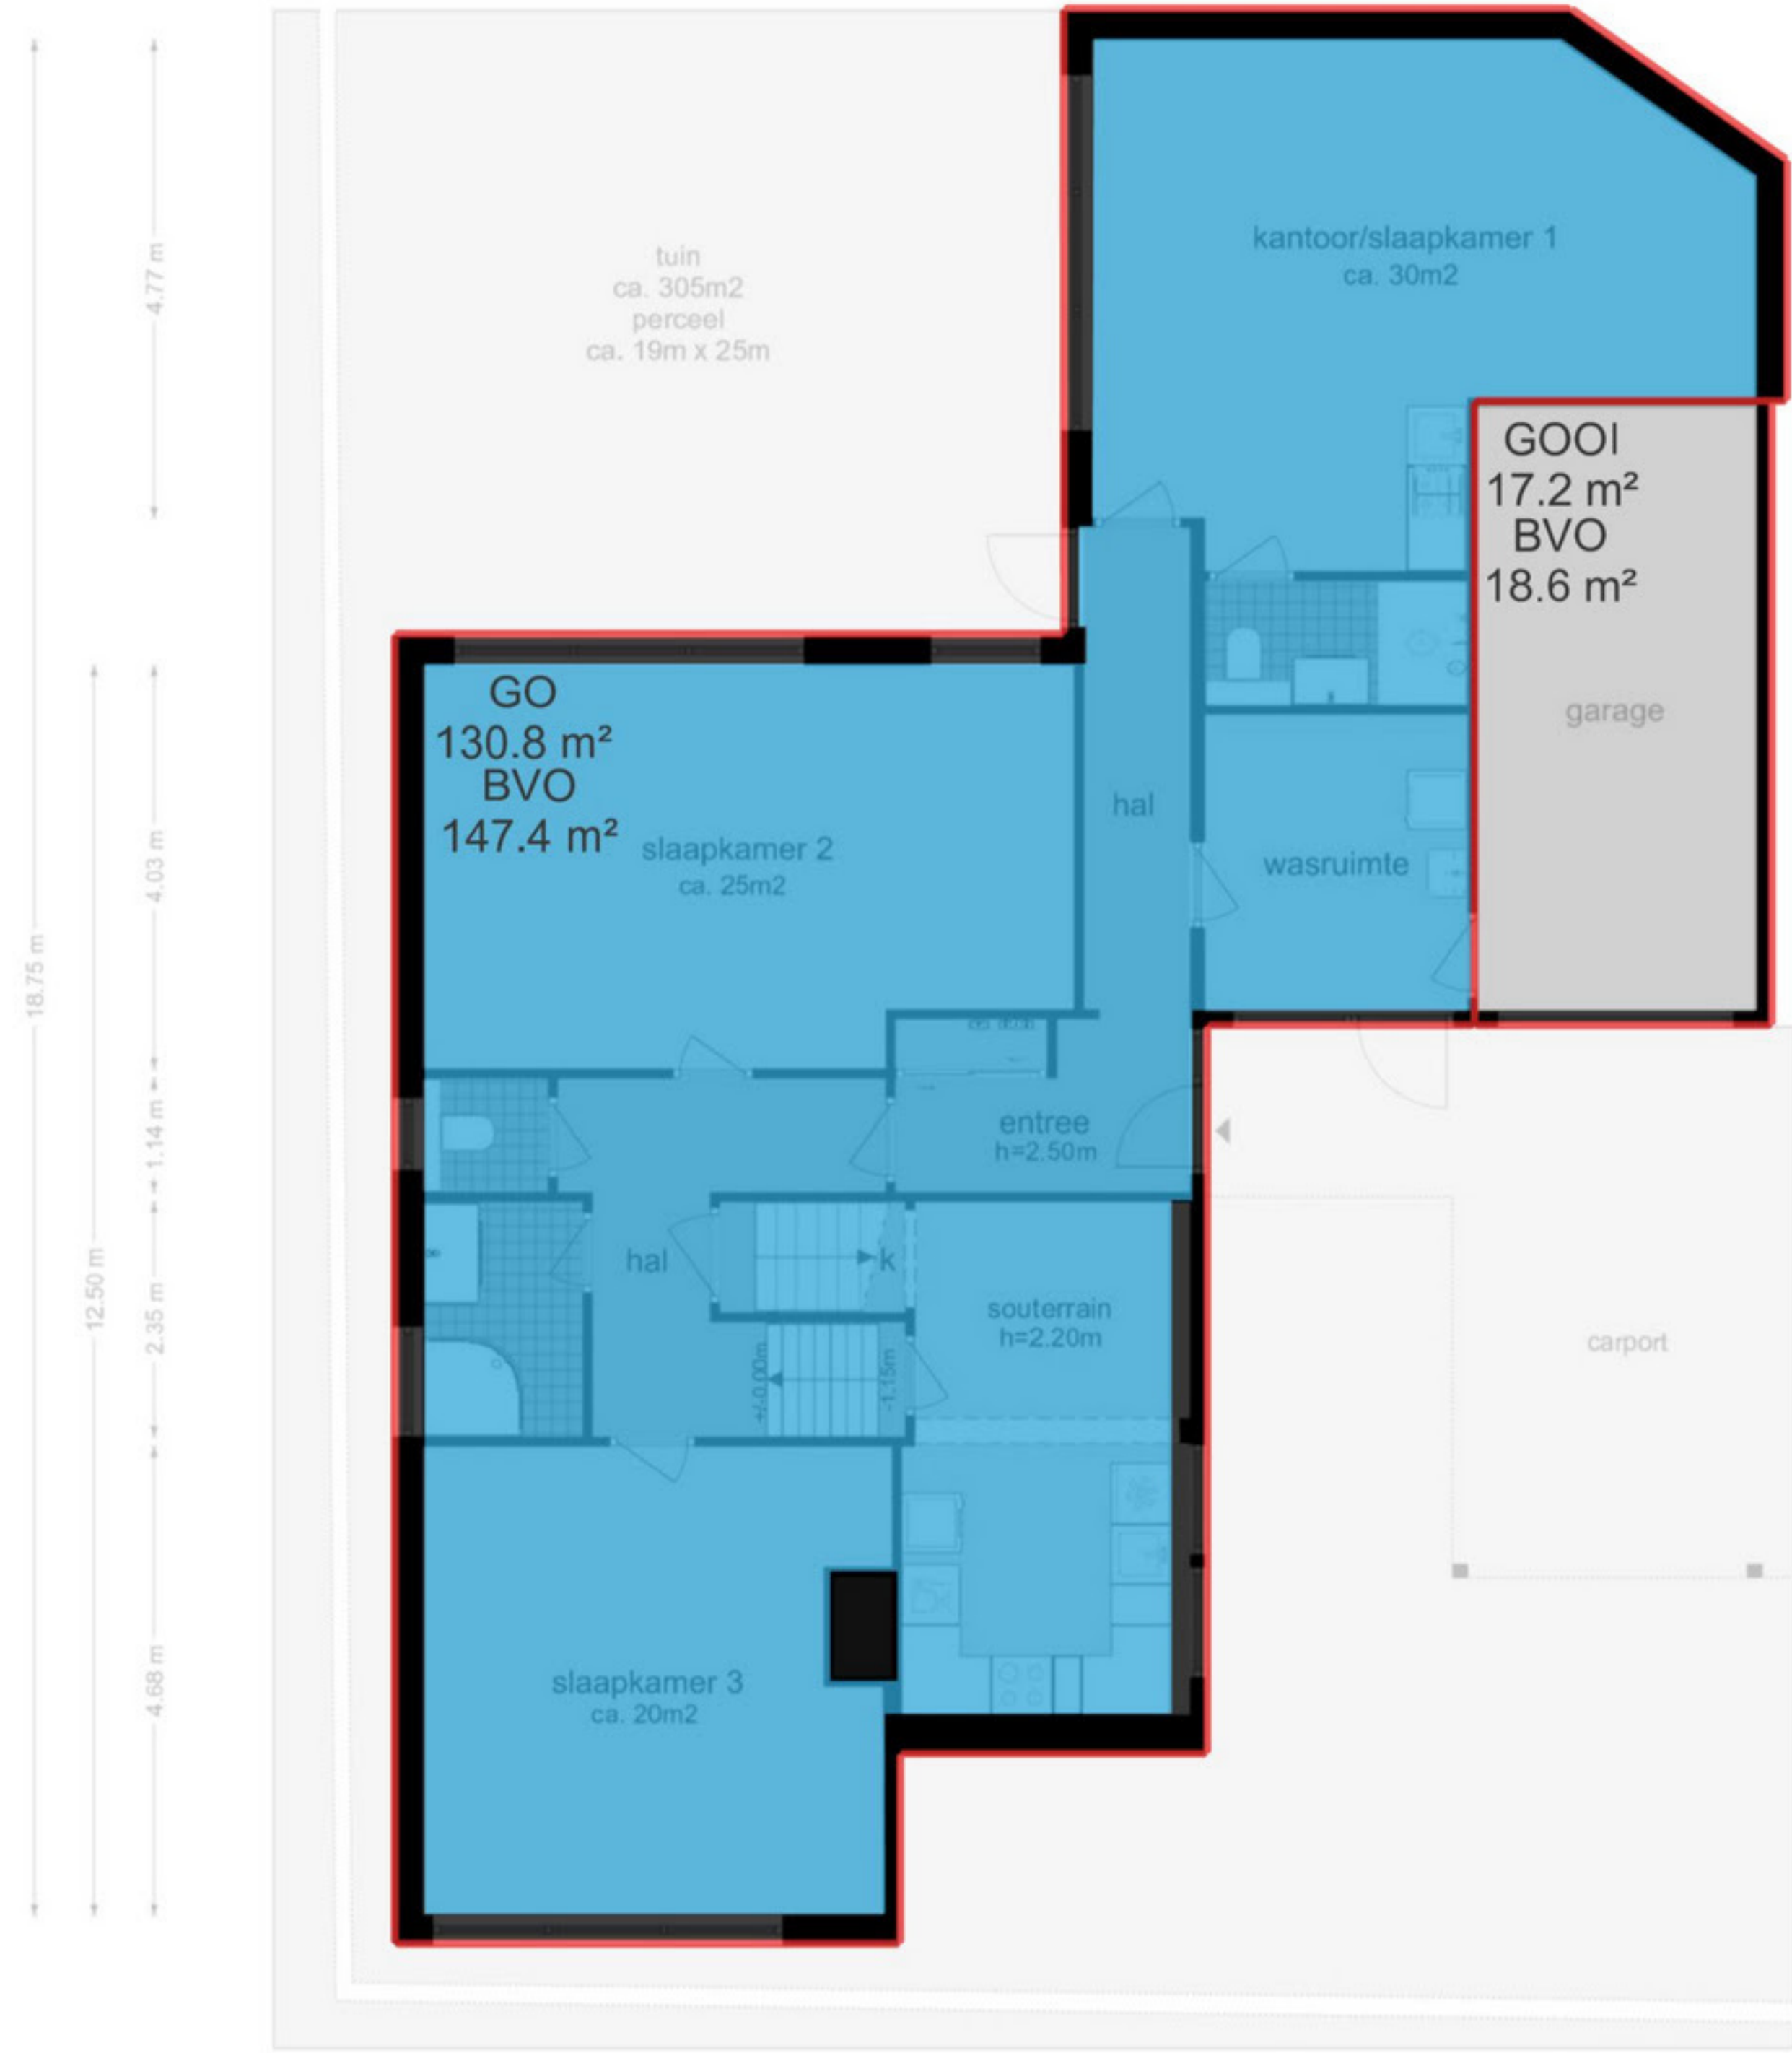 kantoor/slaapkamer 1
ca. 30m2
tuin
ca. 305m2
perceel
ca. 19m x 25m
4.77 m
GOOI
17.2 m²
BVO
18.6 m²
garage
GO
130.8 m²
BVO
147.4 m²
slaapkamer 2
ca. 25m2
hal
wasruimte
4.03 m
18.75 m
entree
h=2.50m
1.14 m
hal
k
souterrain
h=2.20m
12.50 m
2.35 m
+/-0.00m
-1.15m
carport
slaapkamer 3
ca. 20m2
4.68 m